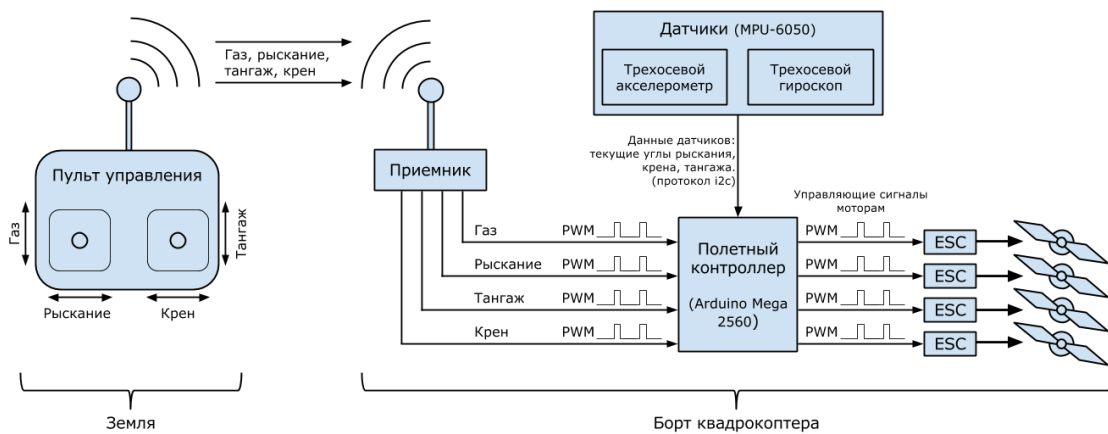 Газ, рыскание,
тангаж, крен
Датчики (MPU-6050)
Трехосевой
акселерометр
Трехосевой
гироскоп
Данные датчиков:
текущие углы рыскания,
крена, тангажа.
(протокол i2c)
Пульт управления
Газ
Тангаж
Рыскание
Крен
Приемник
Управляющие сигналы
моторам
Газ
PWM
Рыскание
PWM
Тангаж
PWM
Крен
PWM
Полетный
контроллер
(Arduino Mega
2560)
PWM
ESC
PWM
ESC
PWM
ESC
PWM
ESC
Земля
Борт квадрокоптера